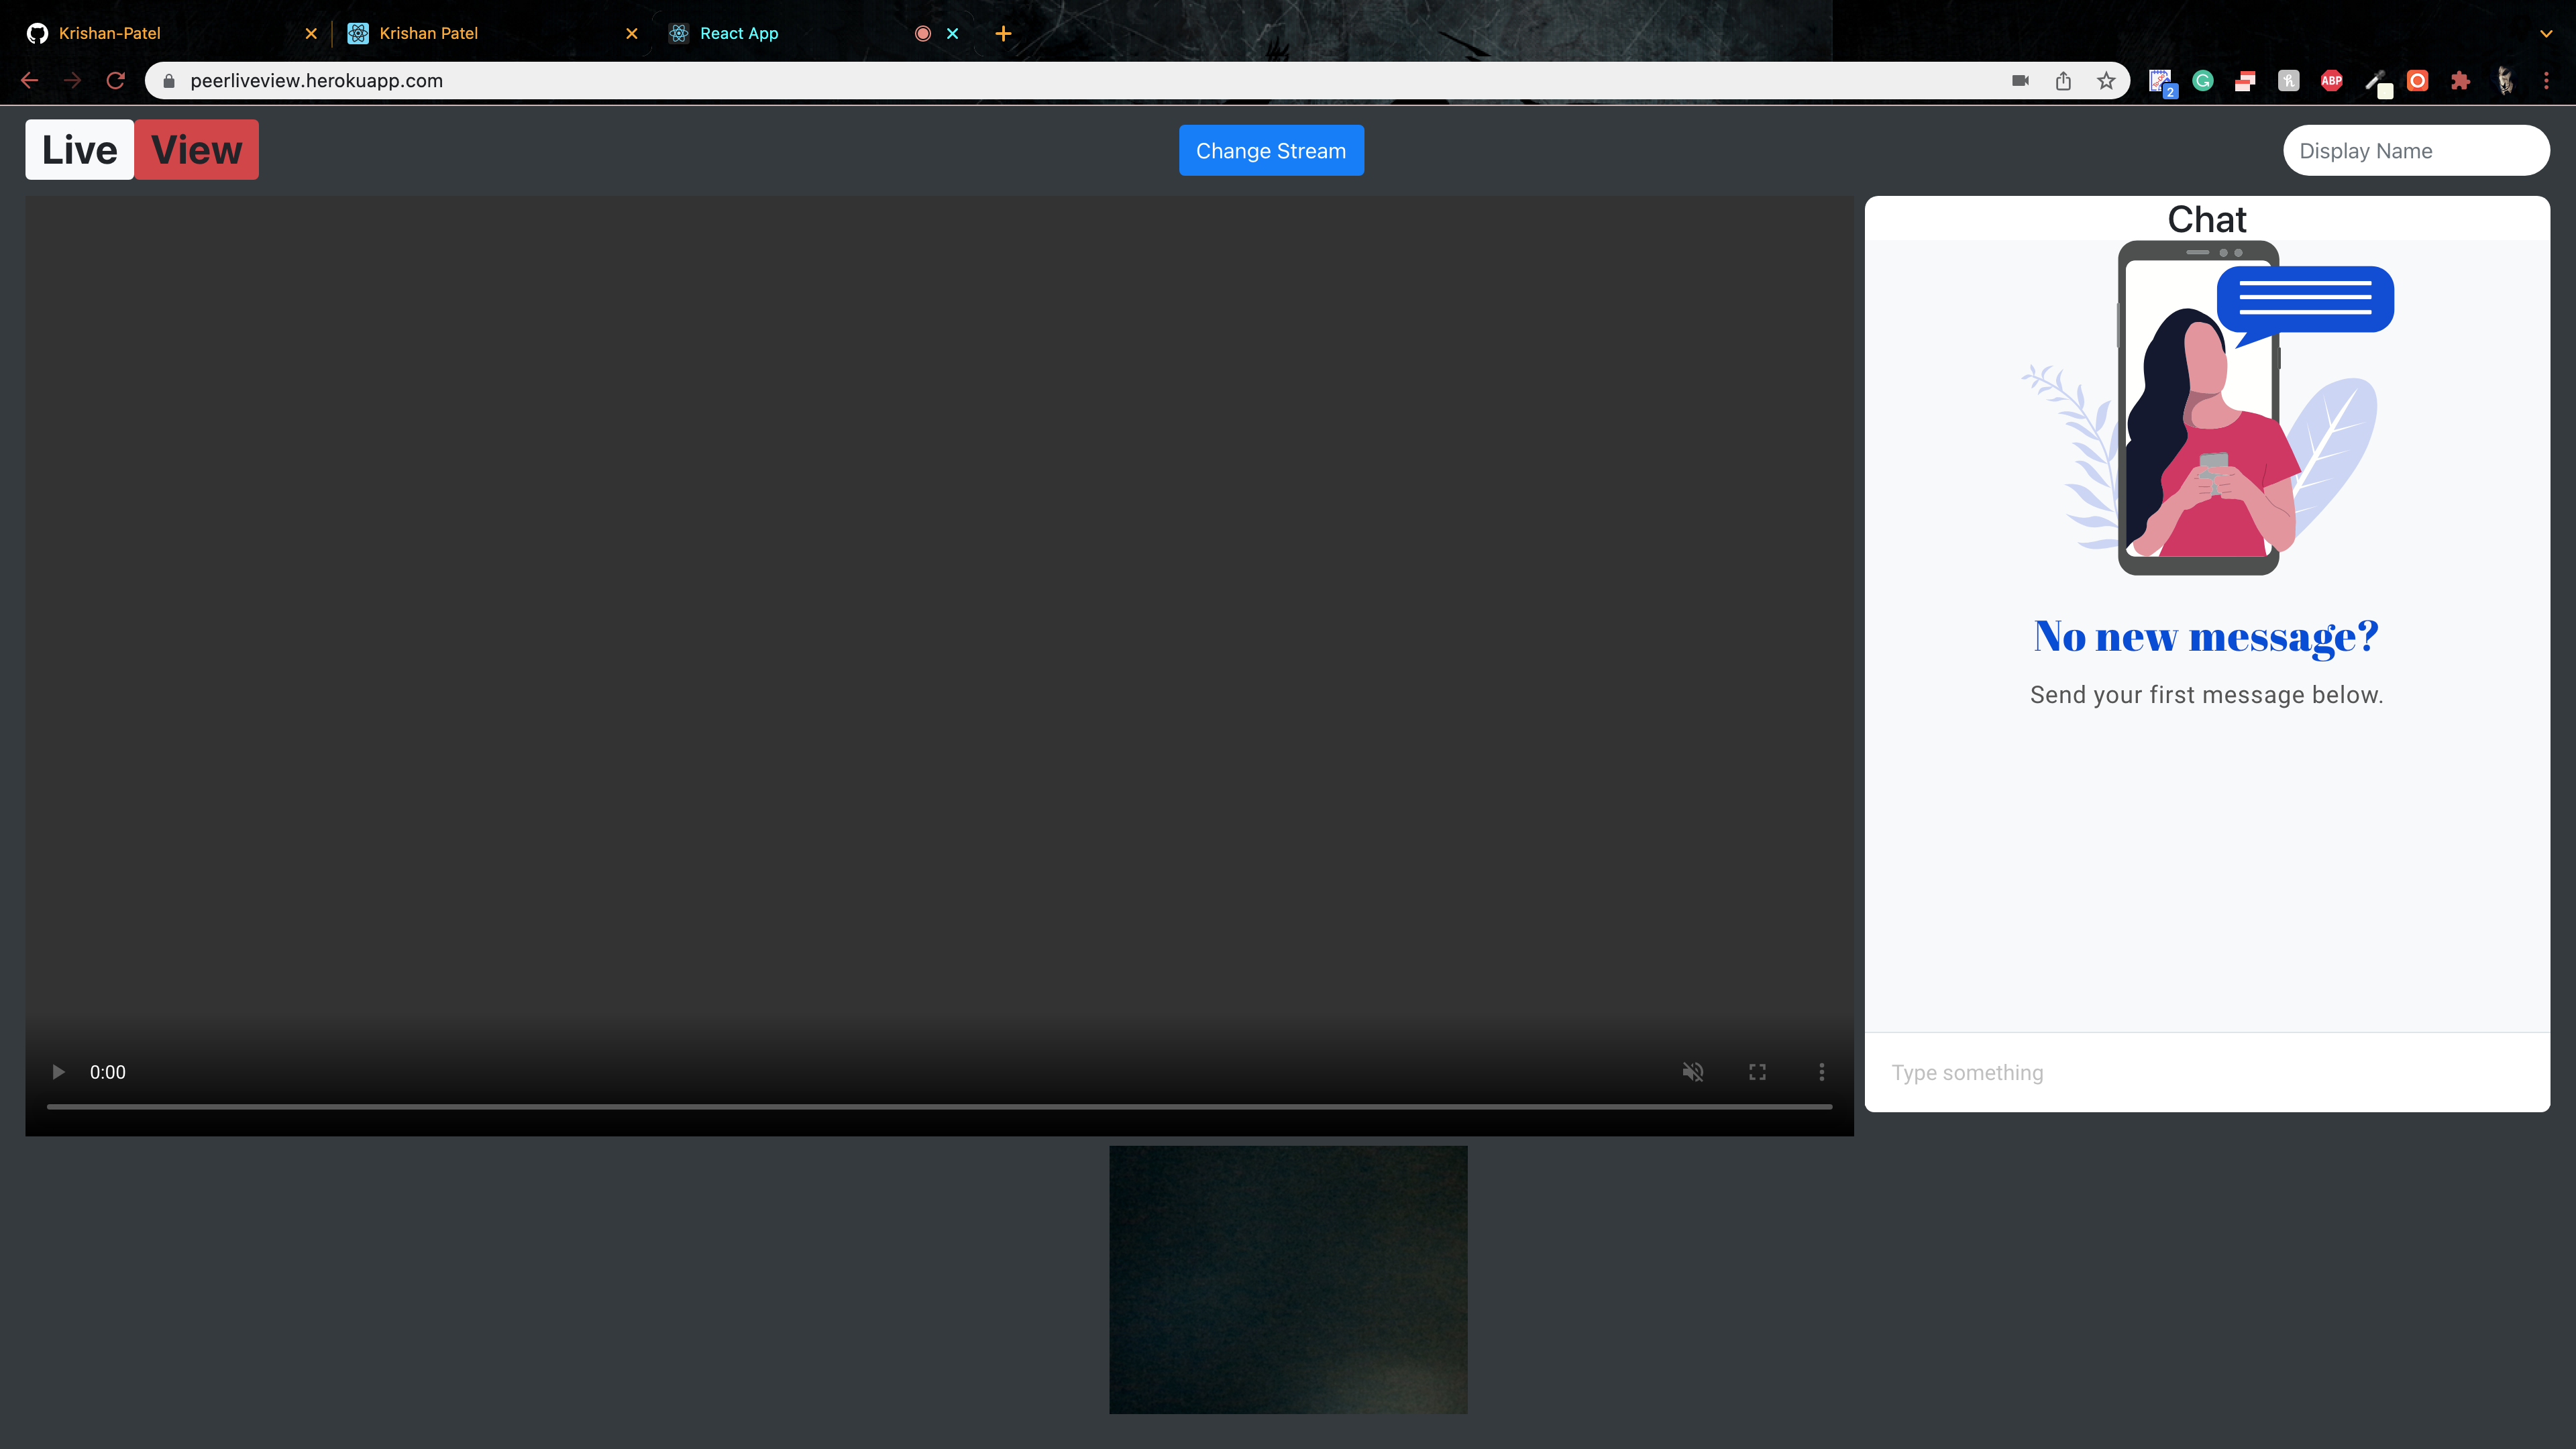 Krishan-Patel
Krishan Patel
React App
peerliveview.herokuapp.com
2
ABP
Live View
Change Stream
Display Name
Chat
No new message?
Send your first message below.
0:00
Type something